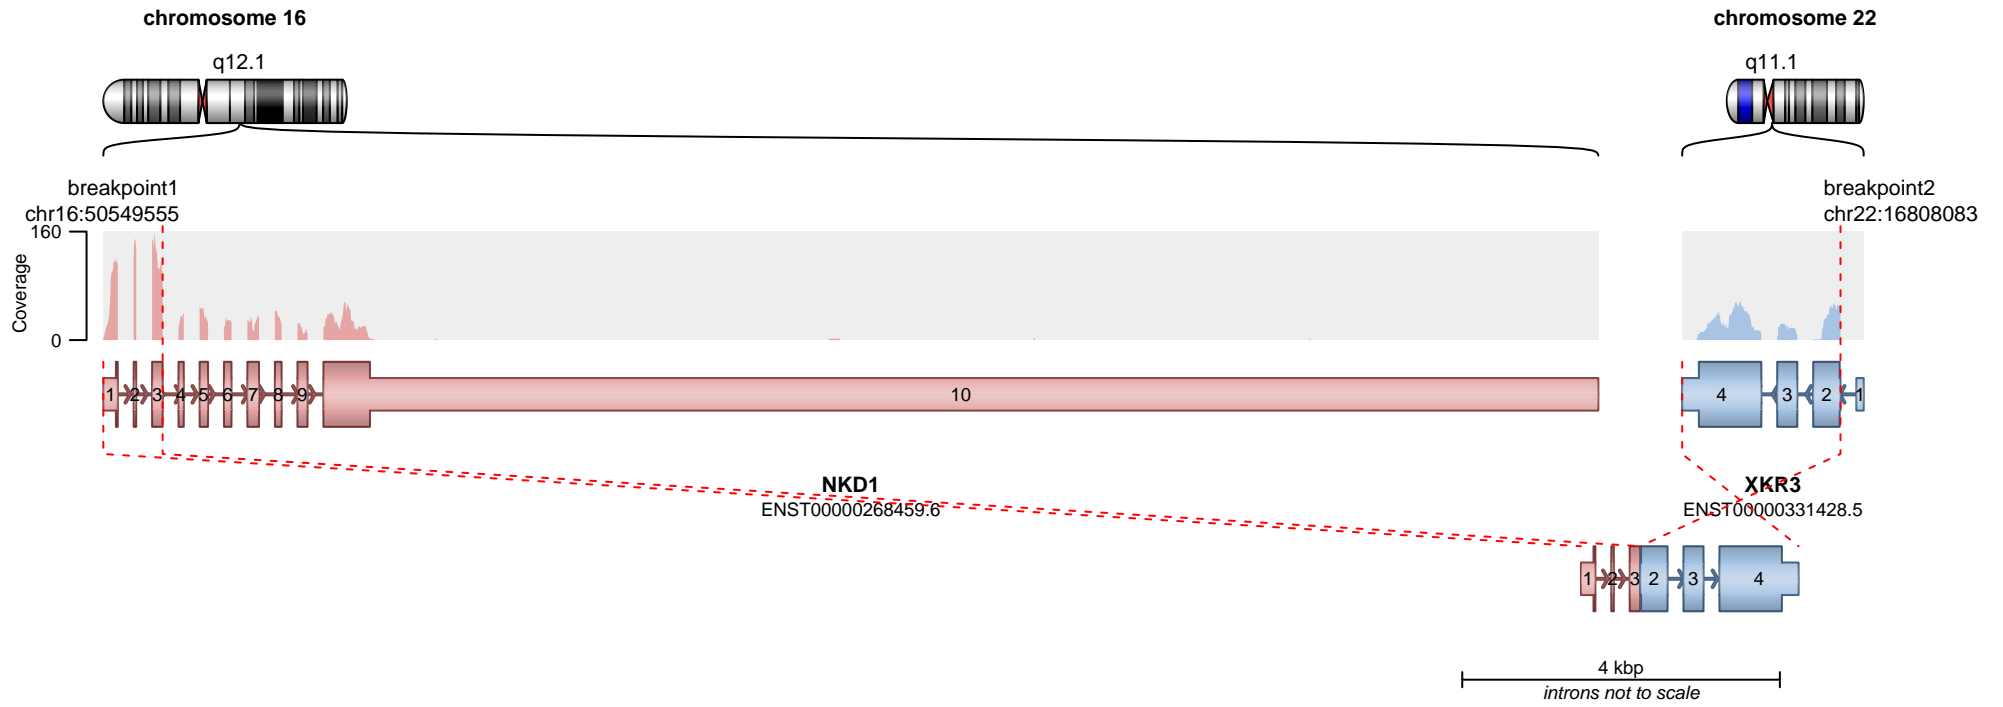 chromosome 16
chromosome 22
q12.1
q11.1
breakpoint1
chr16:50549555
breakpoint2
chr22:16808083
160
0
Coverage
1 2 3 4 5 6 7 8 9 10
4 3 2 1
NKD1
ENST00000268459.6
XKR3
ENST00000331428.5
1 2 3 2 3 4
4 kbp
introns not to scale